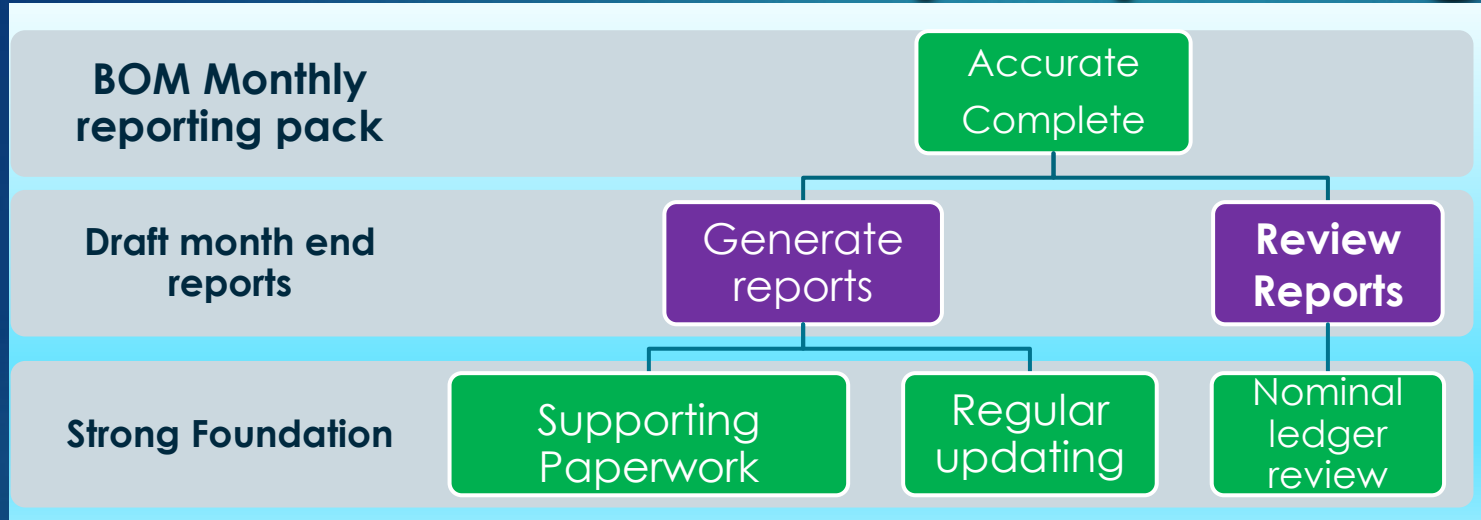 BOM Monthly
reporting pack
Accurate
Complete
Draft month end
reports
Generate
reports
Review
Reports
Strong Foundation
Supporting
Paperwork
Regular
updating
Nominal
ledger
review